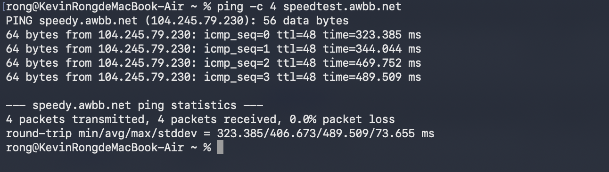 rong@KevinRongdeMacBook-Air ~ % ping -c 4 speedtest.awbb.net
PING speedy.awbb.net (104.245.79.230): 56 data bytes
64 bytes from 104.245.79.230: icmp_seq=0 ttl=48 time=323.385 ms
64 bytes from 104.245.79.230: icmp_seq=1 ttl=48 time=344.044 ms
64 bytes from 104.245.79.230: icmp_seq=2 ttl=48 time=469.752 ms
64 bytes from 104.245.79.230: icmp_seq=3 ttl=48 time=489.509 ms
--- speedy.awbb.net ping statistics ---
4 packets transmitted, 4 packets received, 0.0% packet loss
round-trip min/avg/max/stddev = 323.385/406.673/489.509/73.655 ms
rong@KevinRongdeMacBook-Air ~ %